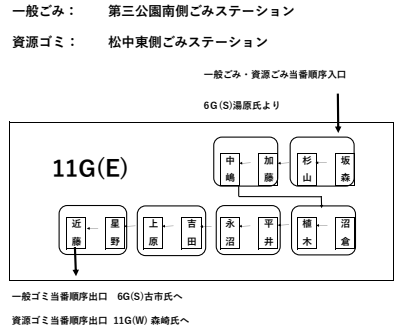 一般ごみ： 第三公園南側ごみステーション
資源ゴミ： 松中東側ごみステーション
一般ごみ・資源ごみ当番順序入口
6G(S)湯原氏より
11G(E)
中嶋 加藤 杉山 坂森
近藤 星野 上原 吉田 永沼 平井 植木 沼倉
一般ゴミ当番順序出口 6G(S)古市氏へ
資源ゴミ当番順序出口 11G(W) 森崎氏へ